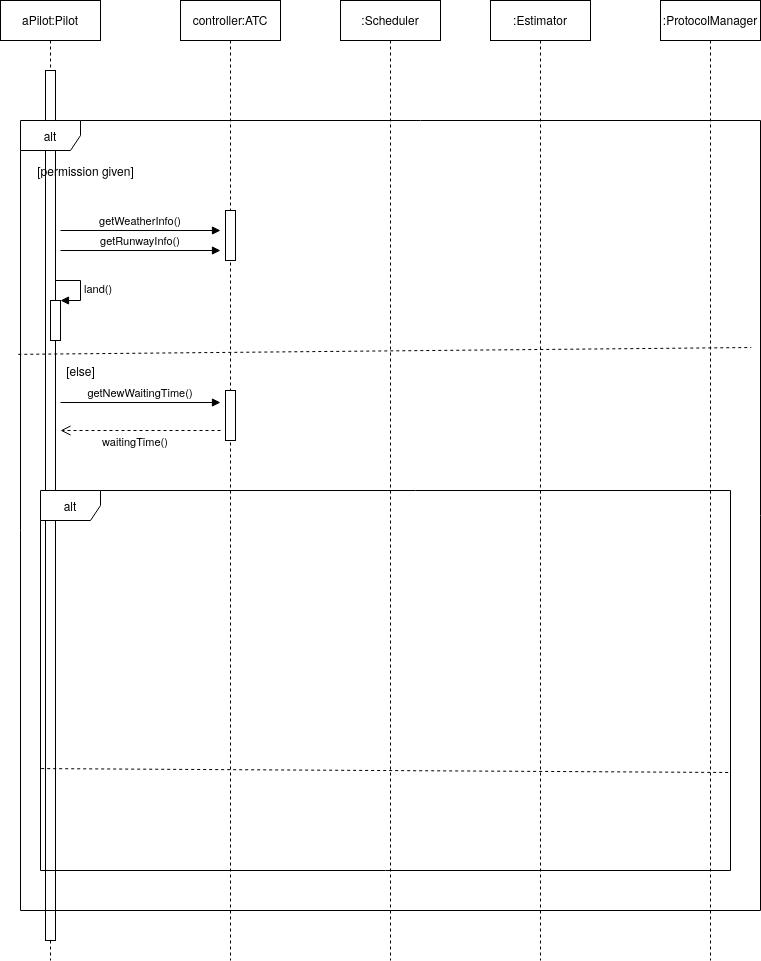 aPilot:Pilot
controller:ATC
:Scheduler
:Estimator
:ProtocolManager
alt
[permission given]
getWeatherInfo()
getRunwayInfo()
land()
[else]
getNewWaitingTime()
waitingTime()
alt